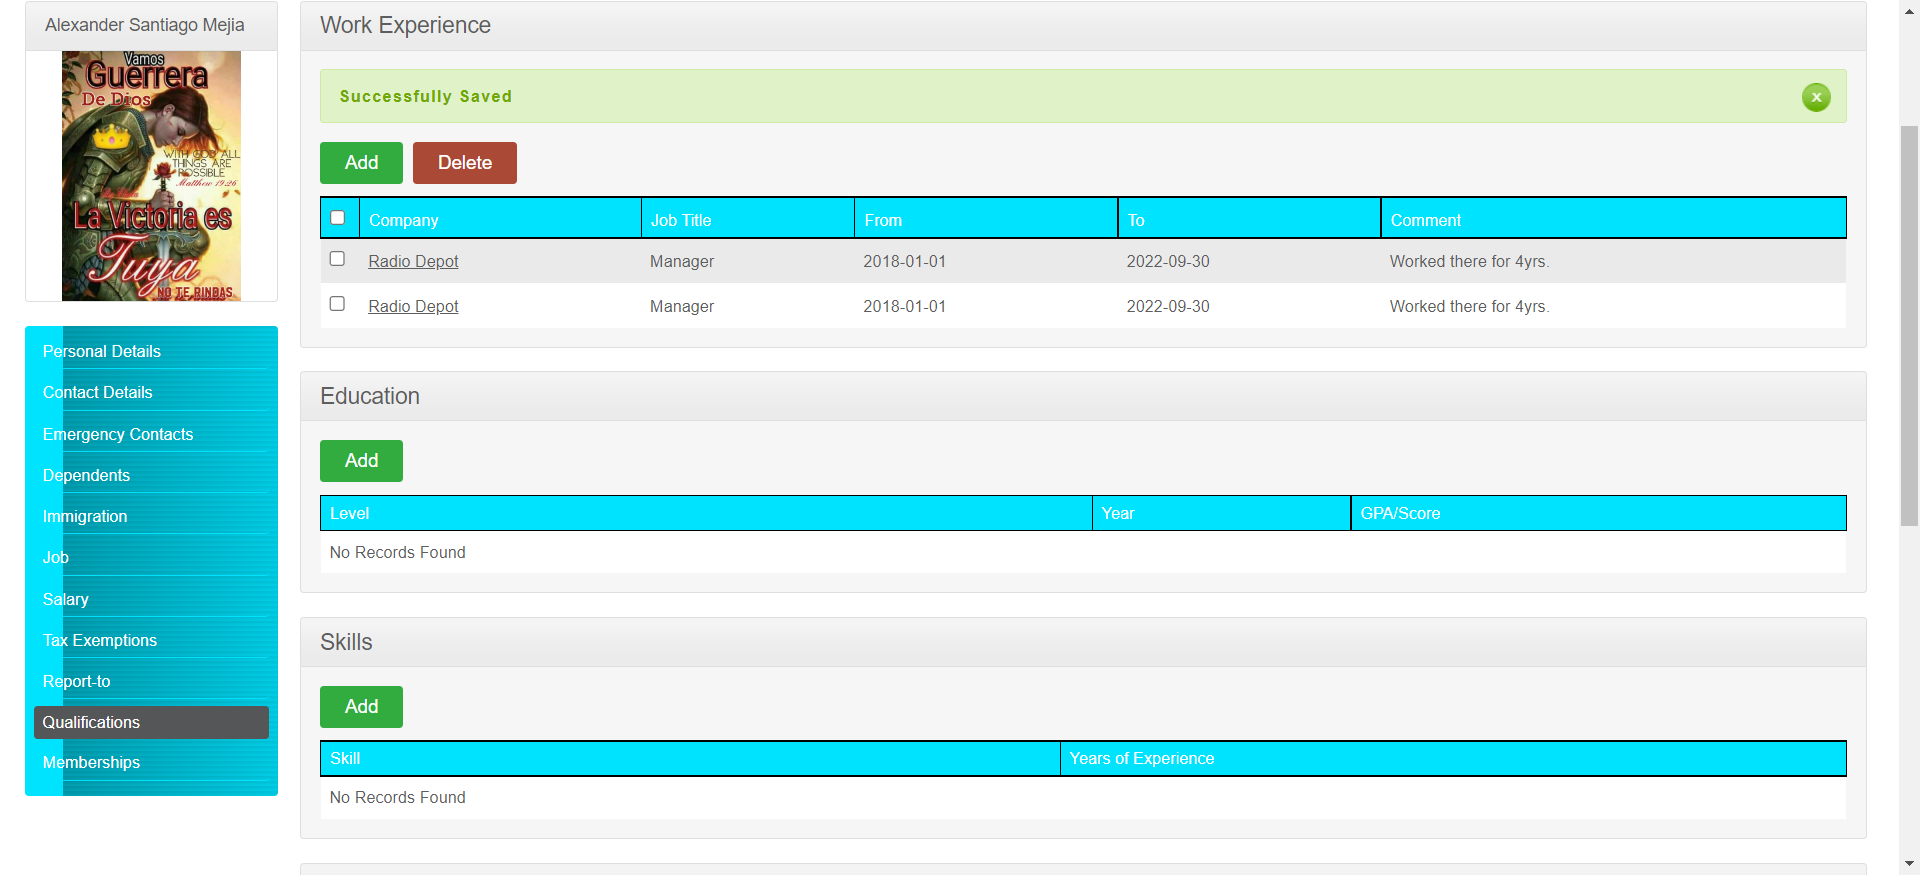 Alexander Santiago Mejia
Vamos
Guerrera
De Dios
WITH GOD ALL
THINGS ARE
POSSIBLE
Matthew 19:26
La Victoria es
Tuya
NO TE RINDAS
Personal Details
Contact Details
Emergency Contacts
Dependents
Immigration
Job
Salary
Tax Exemptions
Report-to
Qualifications
Memberships
Work Experience
Successfully Saved
x
Add Delete
Company Job Title From To Comment
Radio Depot Manager 2018-01-01 2022-09-30 Worked there for 4yrs.
Radio Depot Manager 2018-01-01 2022-09-30 Worked there for 4yrs.
Education
Add
Level Year GPA/Score
No Records Found
Skills
Add
Skill Years of Experience
No Records Found